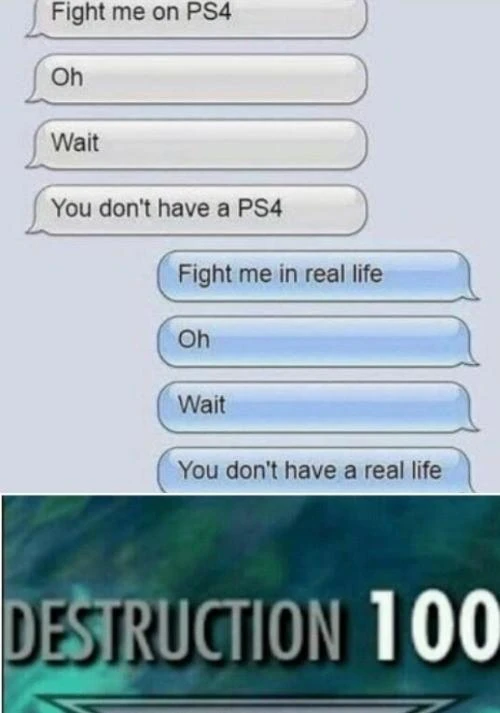 Fight me on PS4
Oh
Wait
You don't have a PS4
Fight me in real life
Oh
Wait
You don't have a real life
DESTRUCTION 100